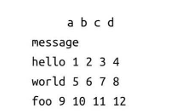 a b c d
message
hello 1 2 3 4
world 5 6 7 8
foo 9 10 11 12